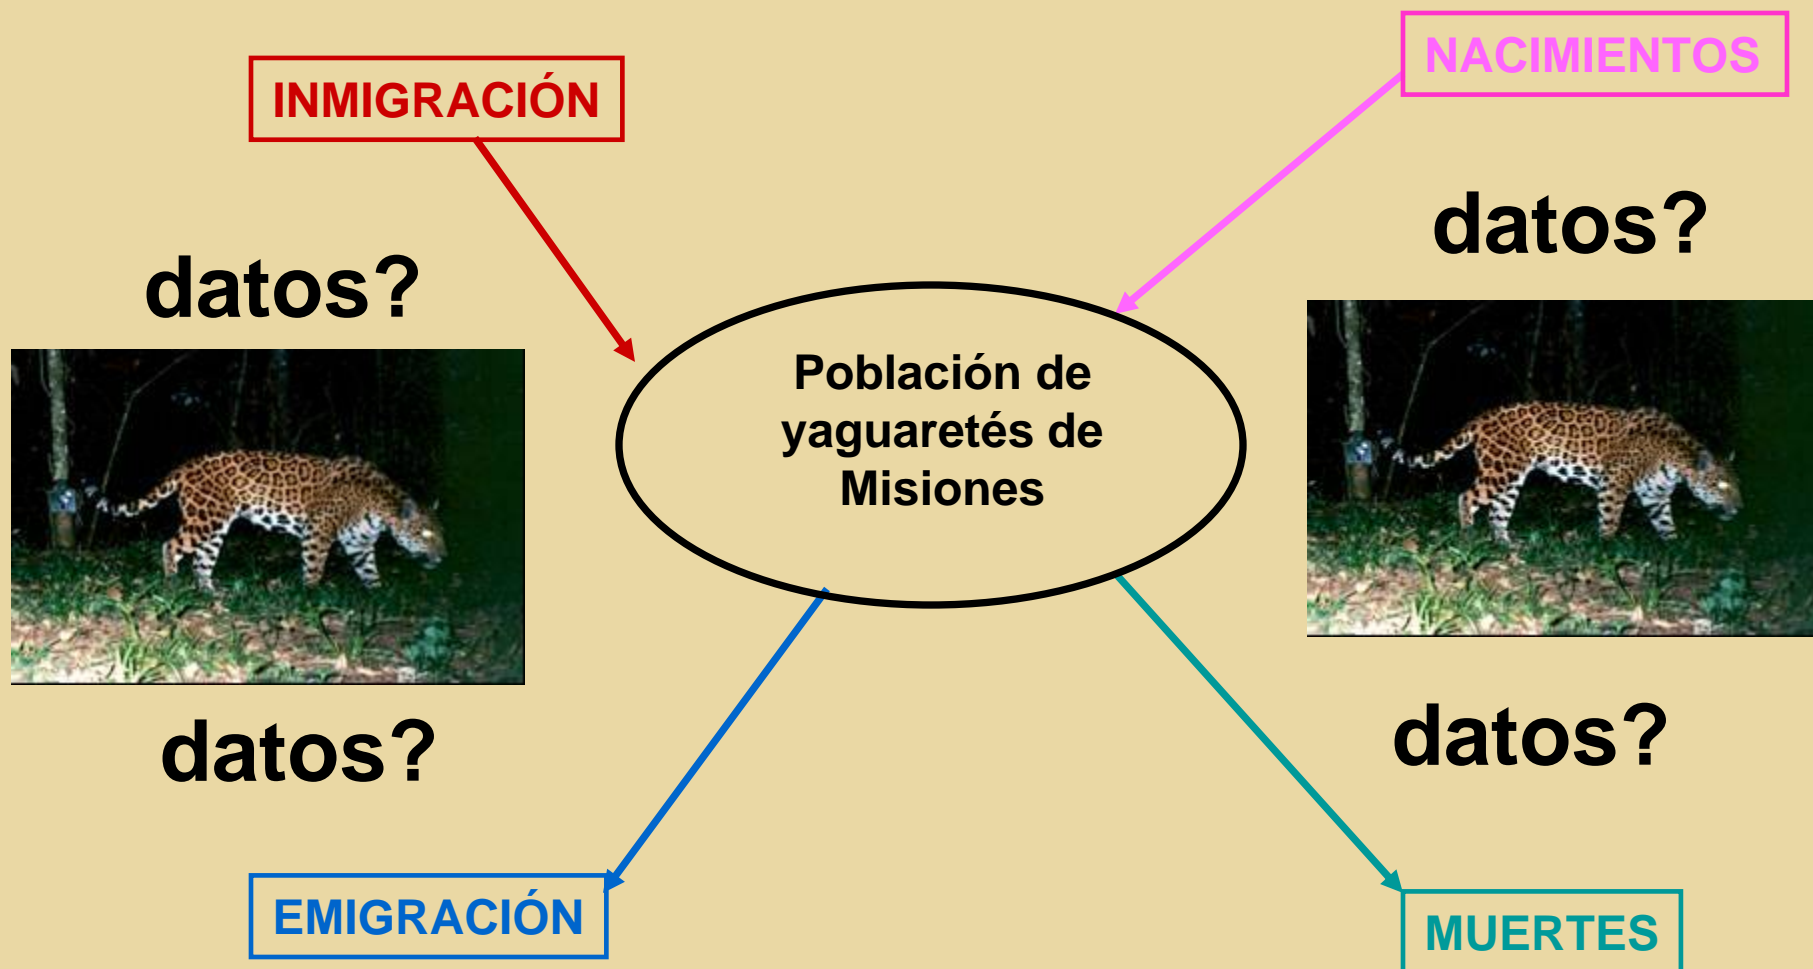 INMIGRACIÓN
NACIMIENTOS
datos?
datos?
Población de
yaguaretés de
Misiones
datos?
datos?
EMIGRACIÓN
MUERTES